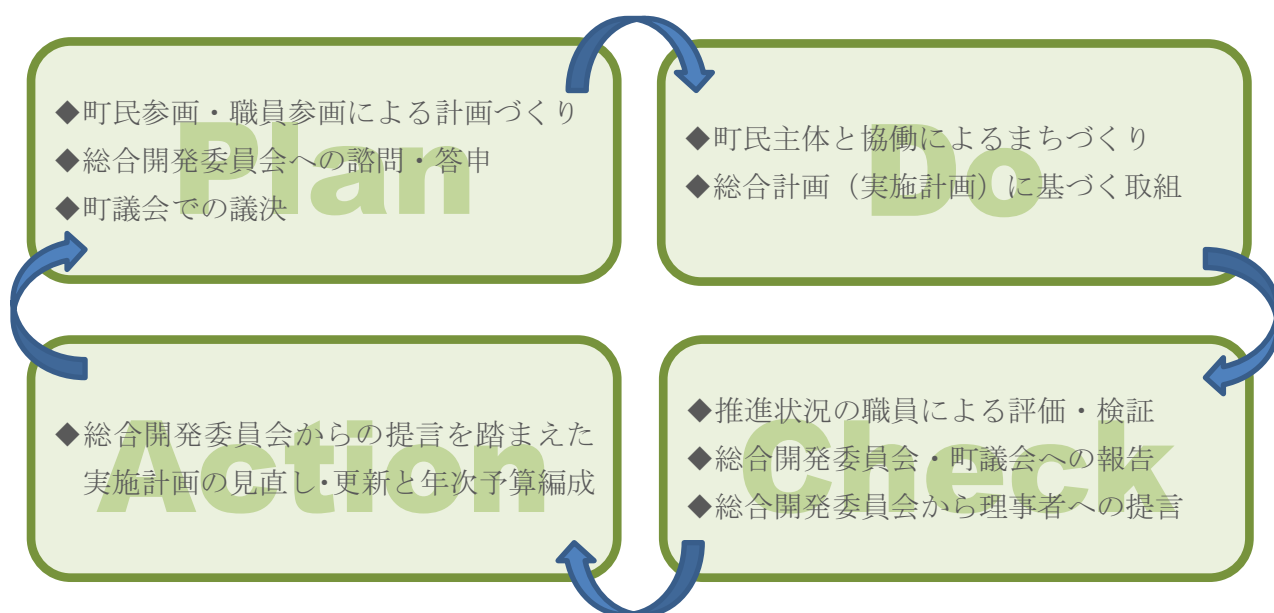 Plan
◆町民参画・職員参画による計画づくり
◆総合開発委員会への諮問・答申
◆町議会での議決
Do
◆町民主体と協働によるまちづくり
◆総合計画（実施計画）に基づく取組
Check
◆推進状況の職員による評価・検証
◆総合開発委員会・町議会への報告
◆総合開発委員会から理事者への提言
Action
◆総合開発委員会からの提言を踏まえた
実施計画の見直し･更新と年次予算編成